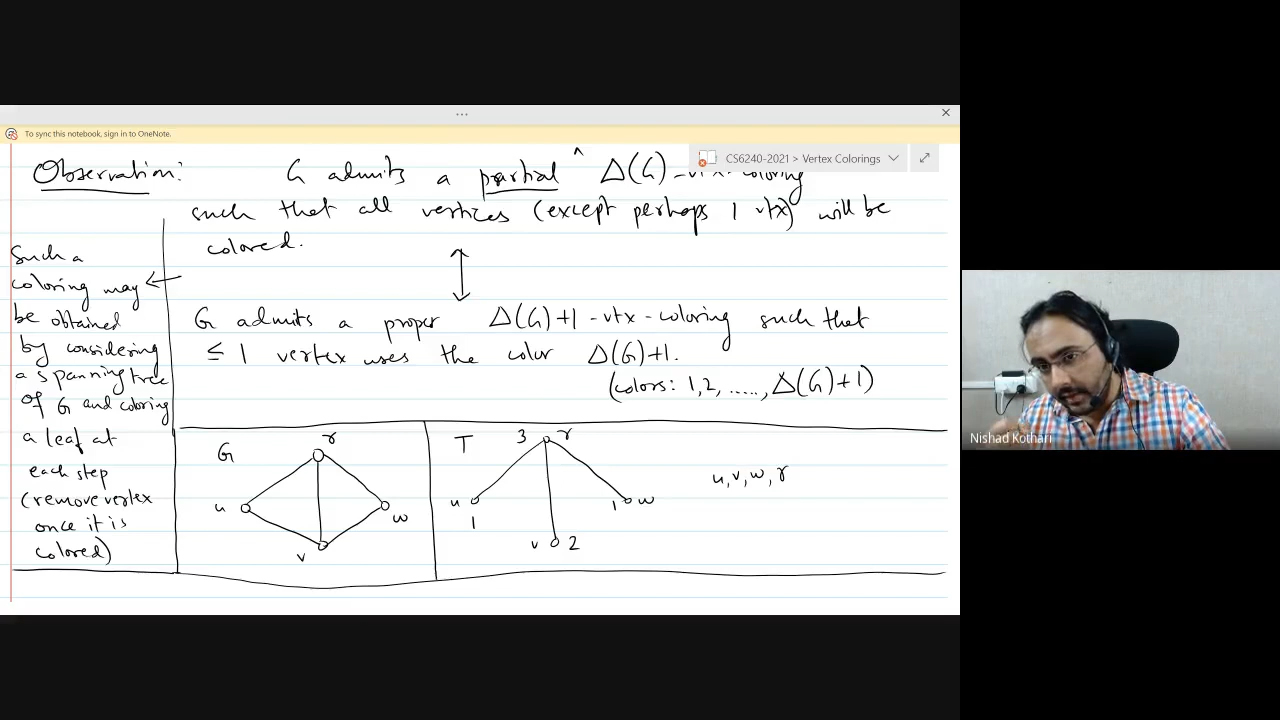 To sync this notebook, sign in to OneNote.
CS6240-2021 > Vertex Colorings
Observation: G admits a partial ^ Δ(G)-vtx-coloring
such that all vertices (except perhaps 1 vtx) will be
colored.
Such a
coloring may
be obtained
by considering
a spanning tree
of G and coloring
a leaf at
each step
(remove vertex
once it is
colored)
G admits a proper Δ(G)+1-vtx-coloring such that
≤ 1 vertex uses the color Δ(G)+1.
(colors: 1,2, ....., Δ(G)+1)
G
r
u
w
v
T
3 r
u
1
1 w
v 2
u, v, w, r
Nishad Kothari